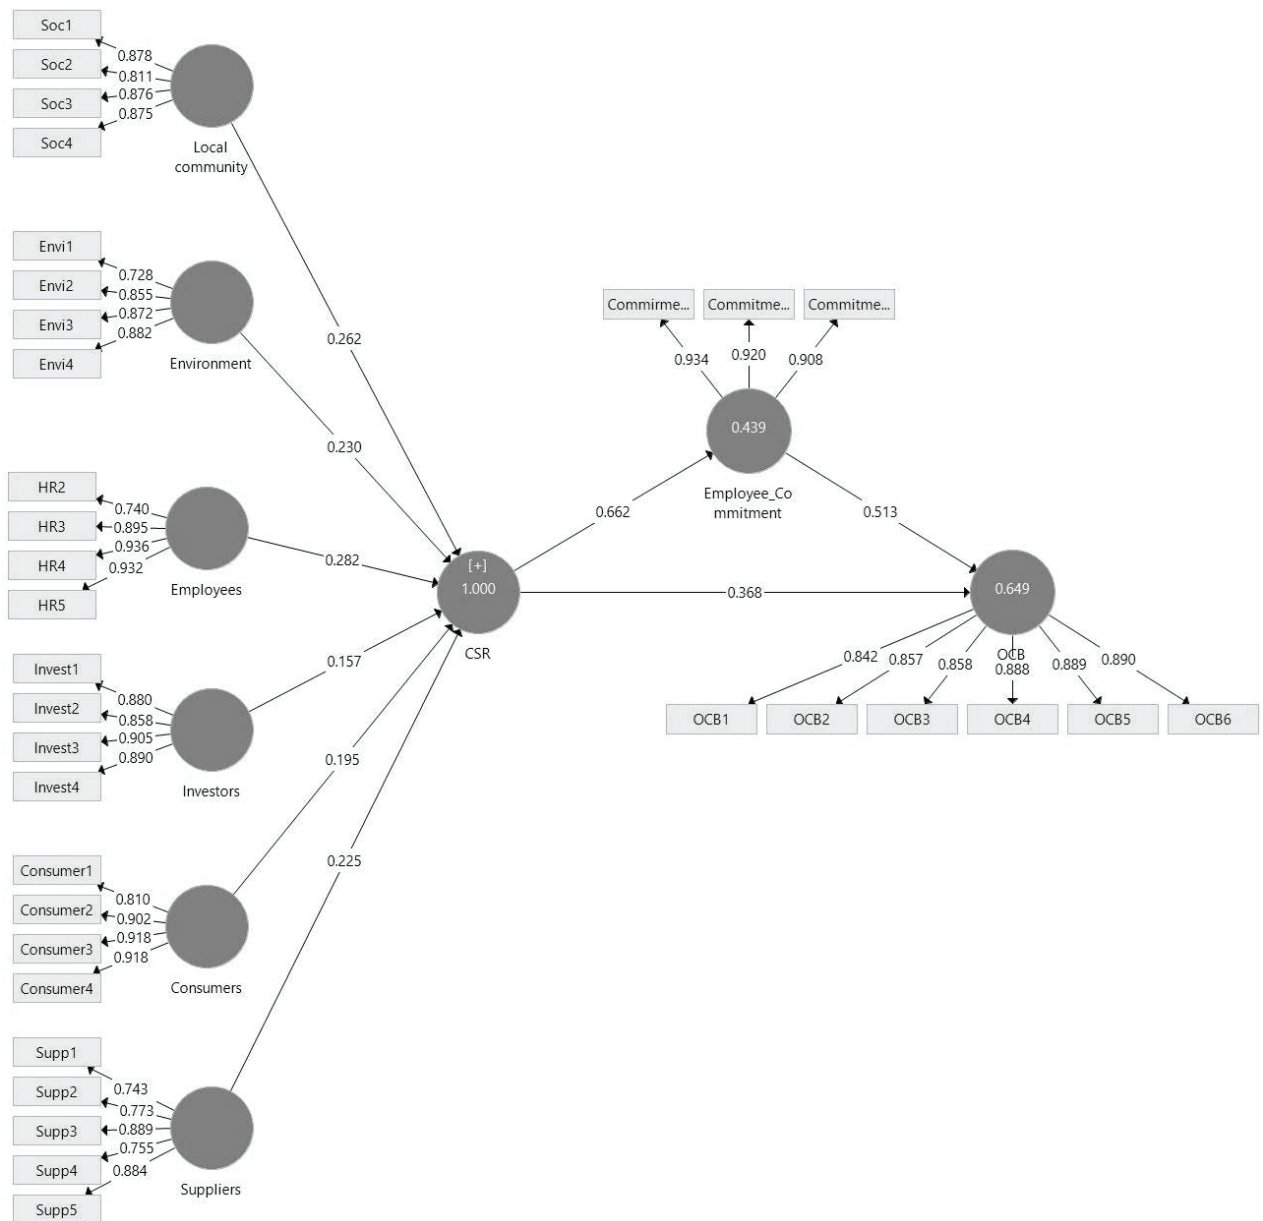 Soc1
Soc2
Soc3
Soc4
0.878
0.811
0.876
0.875
Local
community
Envi1
Envi2
Envi3
Envi4
0.728
0.855
0.872
0.882
Environment
HR2
HR3
HR4
HR5
0.740
0.895
0.936
0.932
Employees
Invest1
Invest2
Invest3
Invest4
0.880
0.858
0.905
0.890
Investors
Consumer1
Consumer2
Consumer3
Consumer4
0.810
0.902
0.918
0.918
Consumers
Supp1
Supp2
Supp3
Supp4
Supp5
0.743
0.773
0.889
0.755
0.884
Suppliers
0.262
0.230
0.282
0.157
0.195
0.225
[+]
1.000
CSR
0.662
0.368
Commirme...
Commitme...
Commitme...
0.934
0.920
0.908
0.439
Employee_Co
mmitment
0.513
0.649
OCB
0.842
0.857
0.858
0.888
0.889
0.890
OCB1
OCB2
OCB3
OCB4
OCB5
OCB6